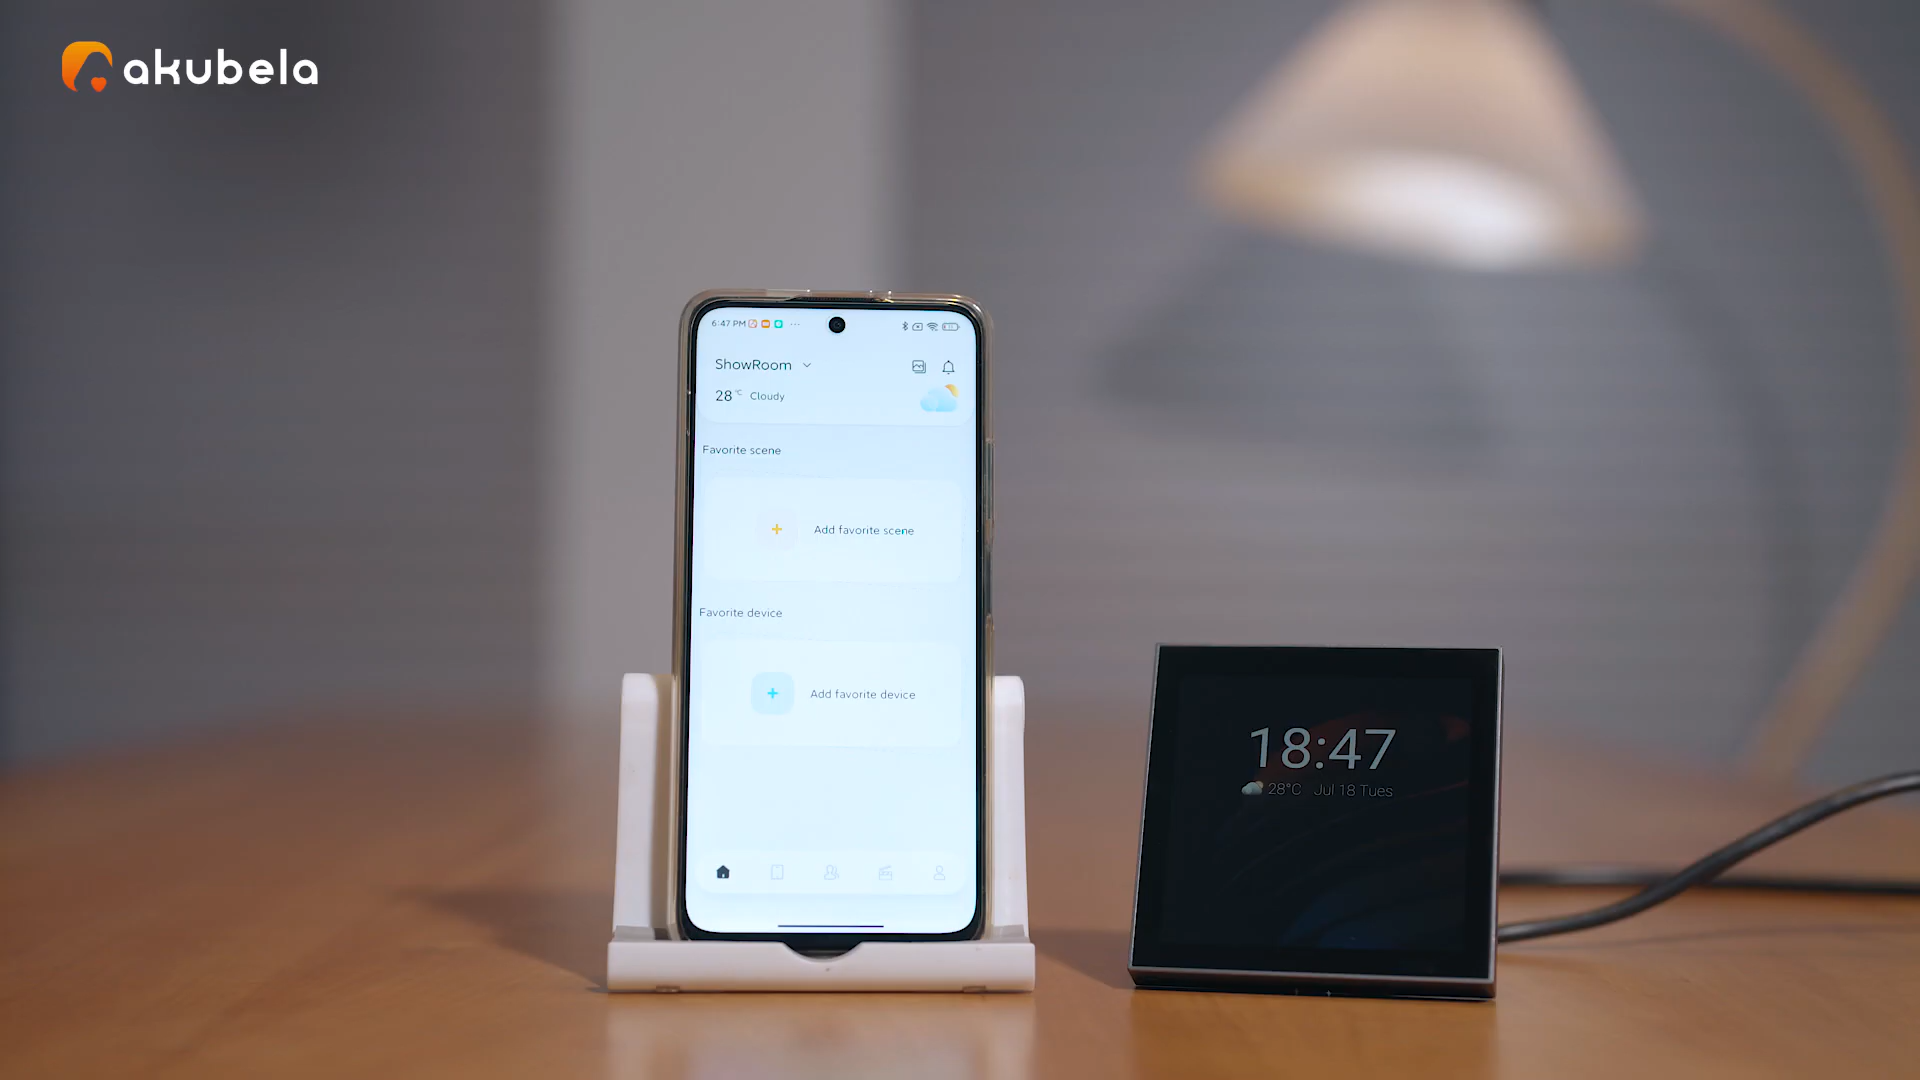 akubela
6:47 PM
ShowRoom
28°C Cloudy
Favorite scene
+ Add favorite scene
Favorite device
+ Add favorite device
18:47
28°C Jul 18 Tues